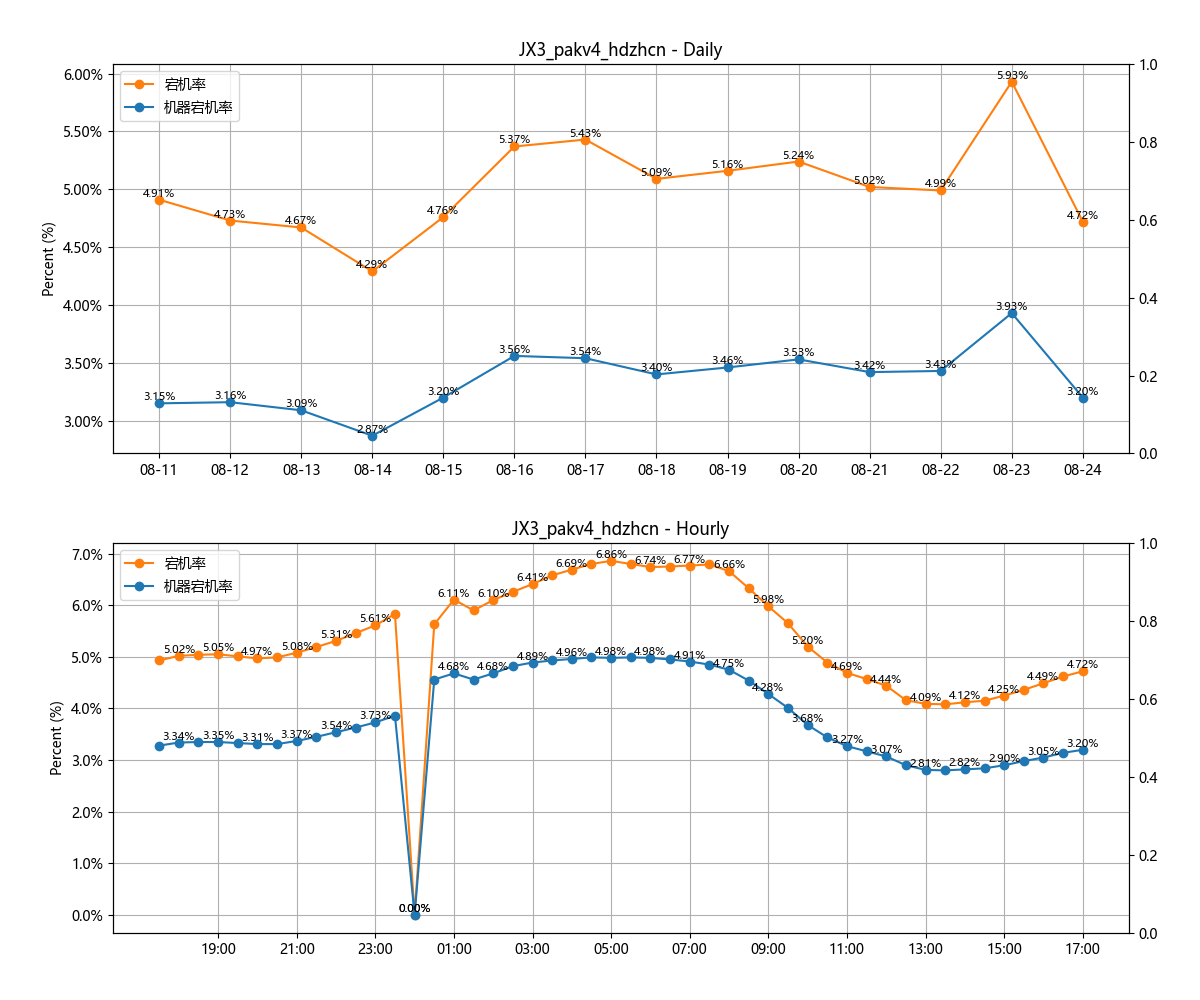 JX3_pakv4_hdzhcn - Daily
宕机率
机器宕机率
Percent (%)
6.00%
5.50%
5.00%
4.50%
4.00%
3.50%
3.00%
1.0
0.8
0.6
0.4
0.2
0.0
4.91% 4.73% 4.67% 4.29% 4.76% 5.37% 5.43% 5.09% 5.16% 5.24% 5.02% 4.99% 5.93% 4.72%
3.15% 3.16% 3.09% 2.87% 3.20% 3.56% 3.54% 3.40% 3.46% 3.53% 3.42% 3.43% 3.93% 3.20%
08-11 08-12 08-13 08-14 08-15 08-16 08-17 08-18 08-19 08-20 08-21 08-22 08-23 08-24
JX3_pakv4_hdzhcn - Hourly
宕机率
机器宕机率
Percent (%)
7.0%
6.0%
5.0%
4.0%
3.0%
2.0%
1.0%
0.0%
1.0
0.8
0.6
0.4
0.2
0.0
5.02% 5.05% 4.97% 5.08% 5.31% 5.61% 0.00% 6.11% 6.10% 6.41% 6.69% 6.86% 6.74% 6.77% 6.66% 5.98% 5.20% 4.69% 4.44% 4.09% 4.12% 4.25% 4.49% 4.72%
3.34% 3.35% 3.31% 3.37% 3.54% 3.73% 0.00% 4.68% 4.68% 4.89% 4.96% 4.98% 4.98% 4.91% 4.75% 4.28% 3.68% 3.27% 3.07% 2.81% 2.82% 2.90% 3.05% 3.20%
19:00 21:00 23:00 01:00 03:00 05:00 07:00 09:00 11:00 13:00 15:00 17:00